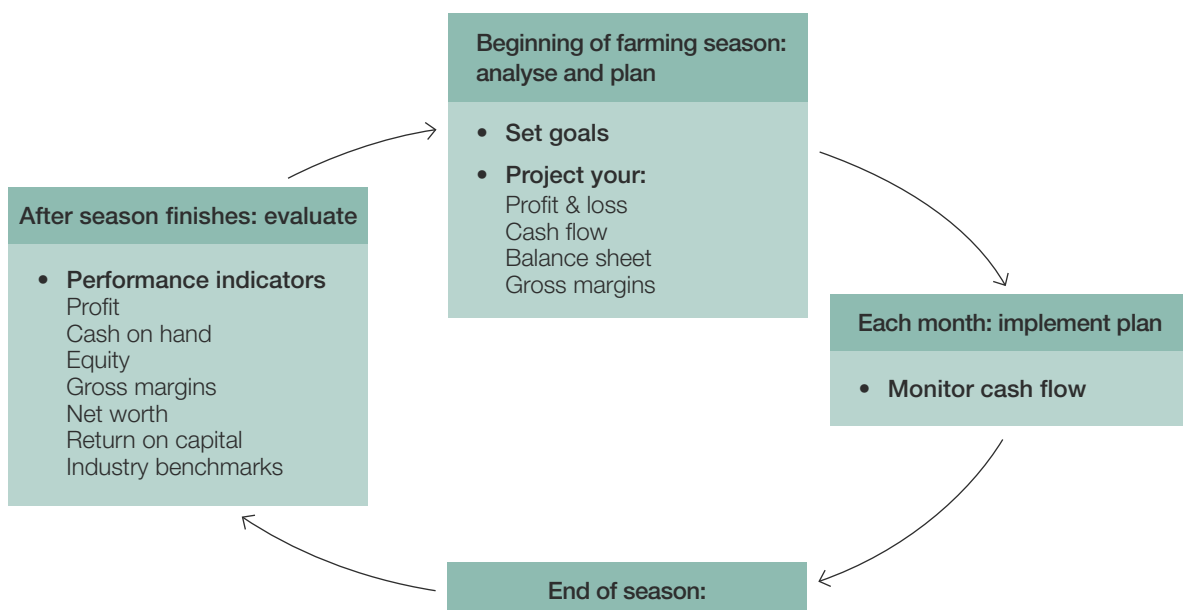 Beginning of farming season:
analyse and plan
• Set goals
• Project your:
Profit & loss
Cash flow
Balance sheet
Gross margins
Each month: implement plan
• Monitor cash flow
End of season:
After season finishes: evaluate
• Performance indicators
Profit
Cash on hand
Equity
Gross margins
Net worth
Return on capital
Industry benchmarks